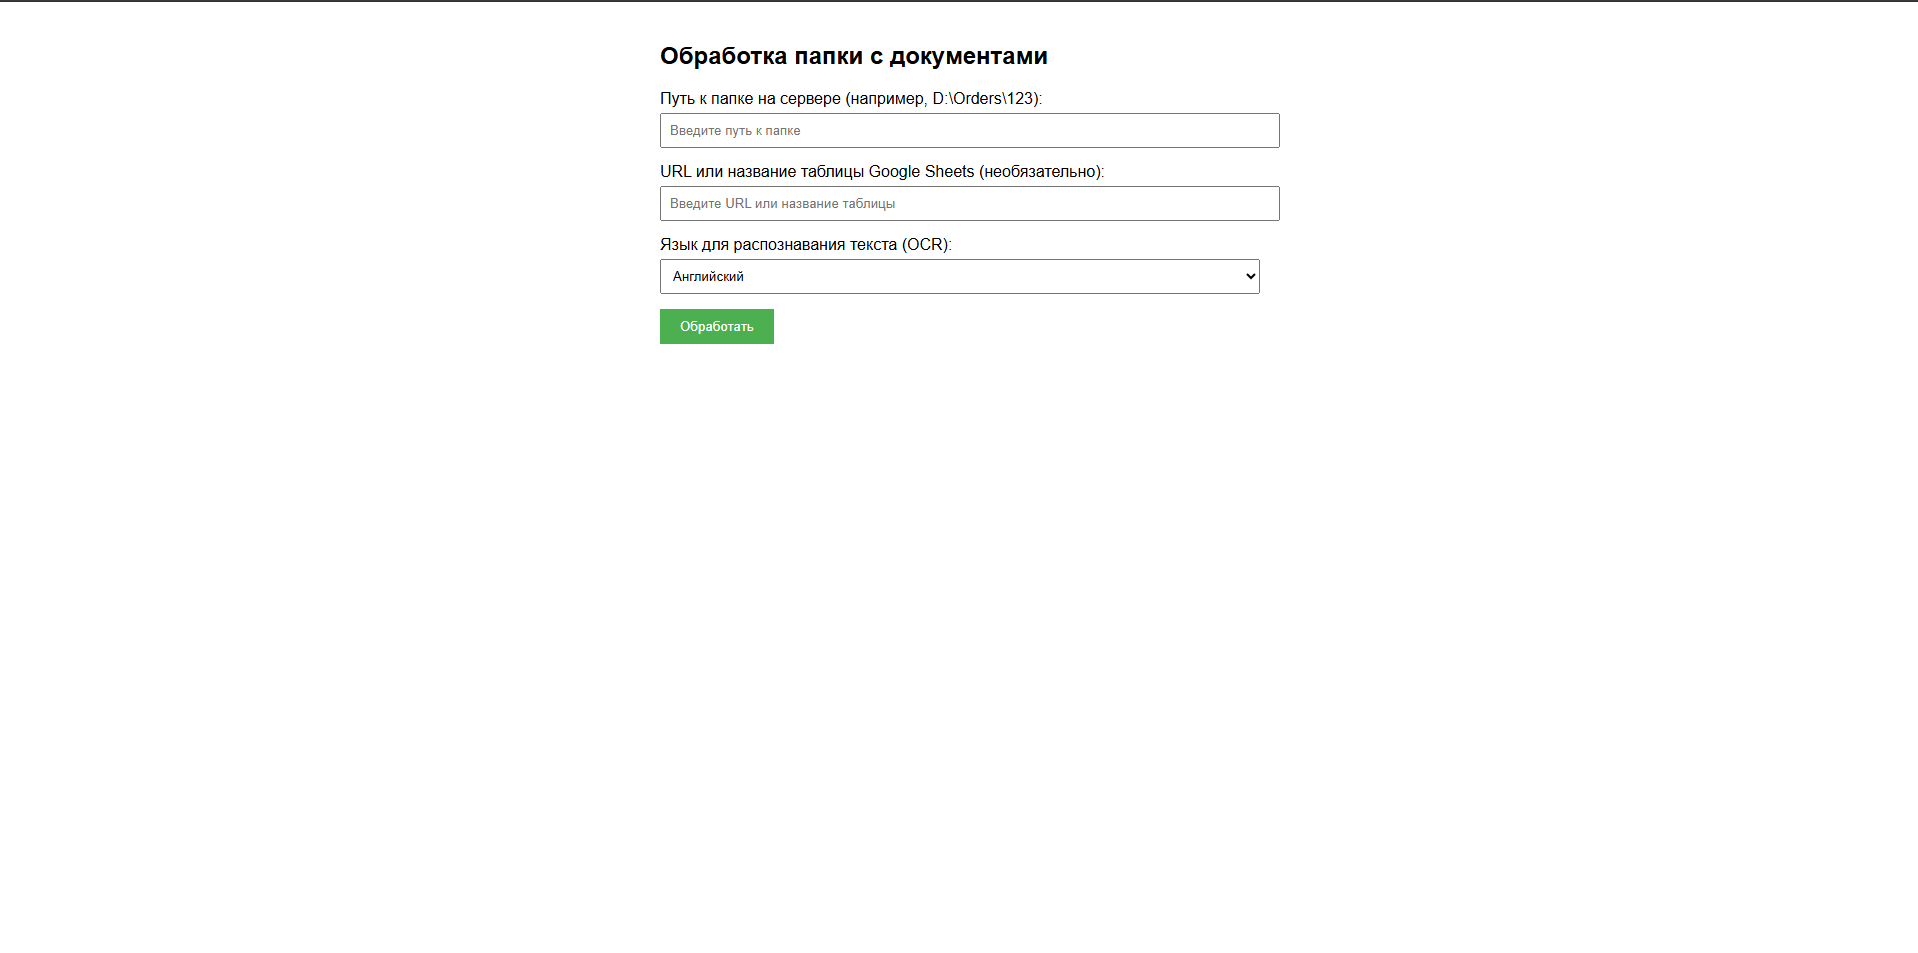 Обработка папки с документами
Путь к папке на сервере (например, D:\Orders\123):
Введите путь к папке
URL или название таблицы Google Sheets (необязательно):
Введите URL или название таблицы
Язык для распознавания текста (OCR):
Английский
Обработать